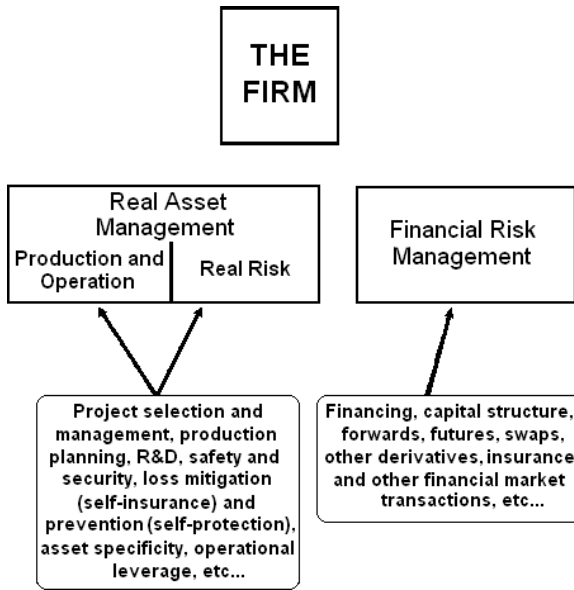 THE
FIRM
Real Asset
Management
Production and
Operation
Real Risk
Financial Risk
Management
Project selection and
management, production
planning, R&D, safety and
security, loss mitigation
(self-insurance) and
prevention (self-protection),
asset specificity, operational
leverage, etc...
Financing, capital structure,
forwards, futures, swaps,
other derivatives, insurance
and other financial market
transactions, etc...